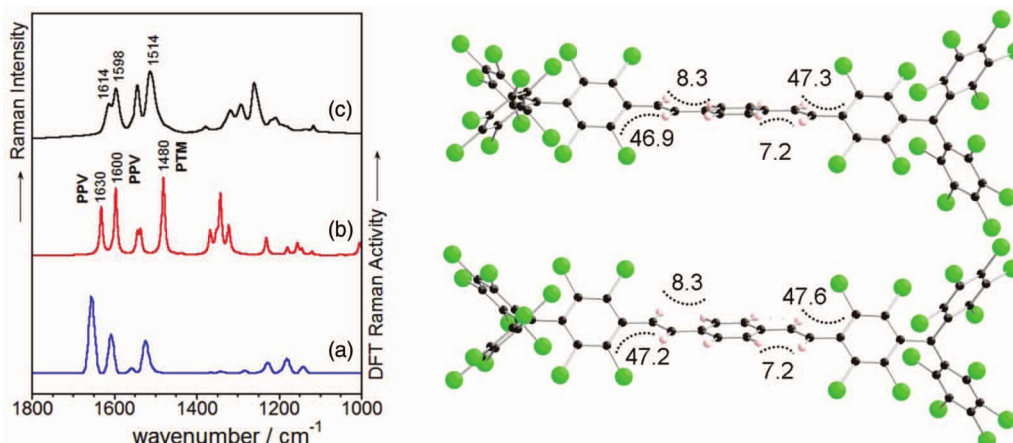 Raman Intensity
DFT Raman Activity
1614
1598
1514
(c)
PPV
1630
1600
PPV
1480
PTM
(b)
(a)
1800 1600 1400 1200 1000
wavenumber / cm⁻¹
8.3
47.3
46.9
7.2
8.3
47.6
47.2
7.2